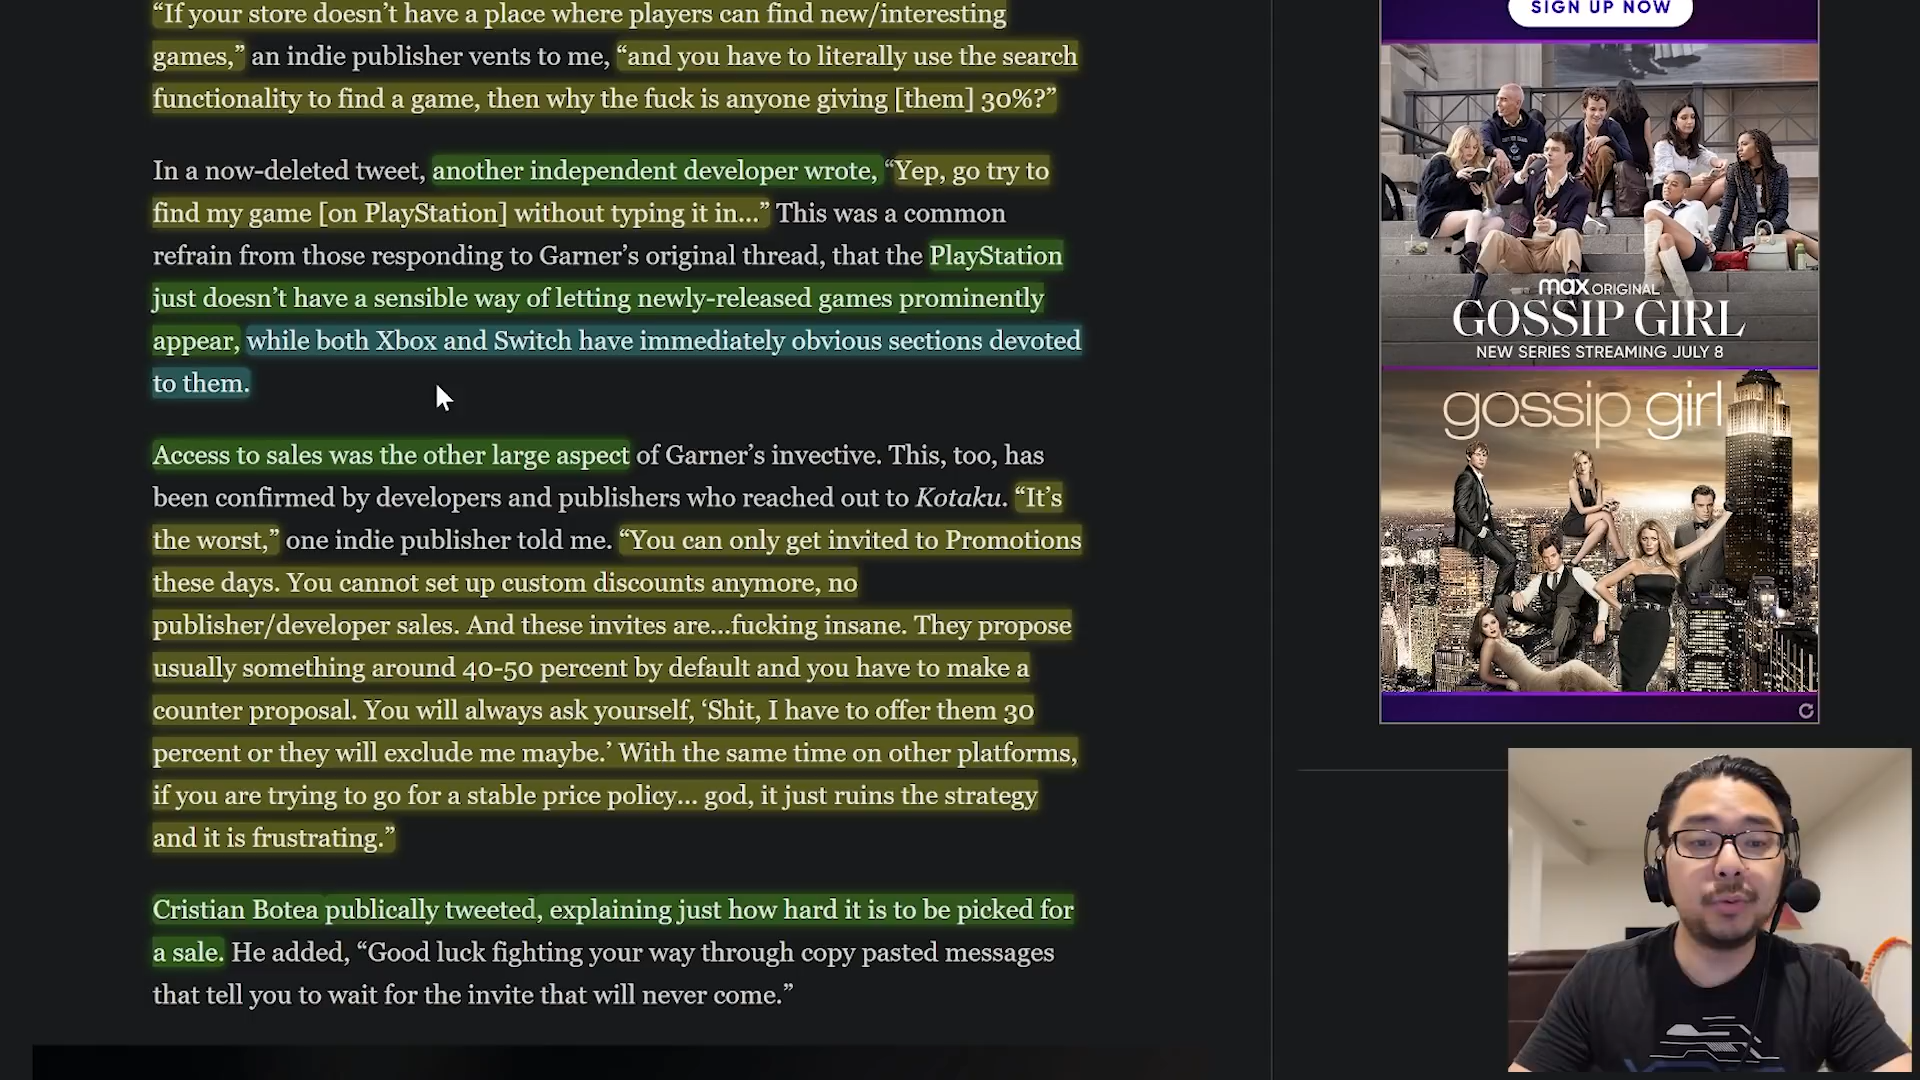 “If your store doesn’t have a place where players can find new/interesting
games,” an indie publisher vents to me, “and you have to literally use the search
functionality to find a game, then why the fuck is anyone giving [them] 30%?”
In a now-deleted tweet, another independent developer wrote, “Yep, go try to
find my game [on PlayStation] without typing it in...” This was a common
refrain from those responding to Garner’s original thread, that the PlayStation
just doesn’t have a sensible way of letting newly-released games prominently
appear, while both Xbox and Switch have immediately obvious sections devoted
to them.
Access to sales was the other large aspect of Garner’s invective. This, too, has
been confirmed by developers and publishers who reached out to Kotaku. “It’s
the worst,” one indie publisher told me. “You can only get invited to Promotions
these days. You cannot set up custom discounts anymore, no
publisher/developer sales. And these invites are...fucking insane. They propose
usually something around 40-50 percent by default and you have to make a
counter proposal. You will always ask yourself, ‘Shit, I have to offer them 30
percent or they will exclude me maybe.’ With the same time on other platforms,
if you are trying to go for a stable price policy... god, it just ruins the strategy
and it is frustrating.”
Cristian Botea publically tweeted, explaining just how hard it is to be picked for
a sale. He added, “Good luck fighting your way through copy pasted messages
that tell you to wait for the invite that will never come.”
SIGN UP NOW
max ORIGINAL
GOSSIP GIRL
NEW SERIES STREAMING JULY 8
gossip girl